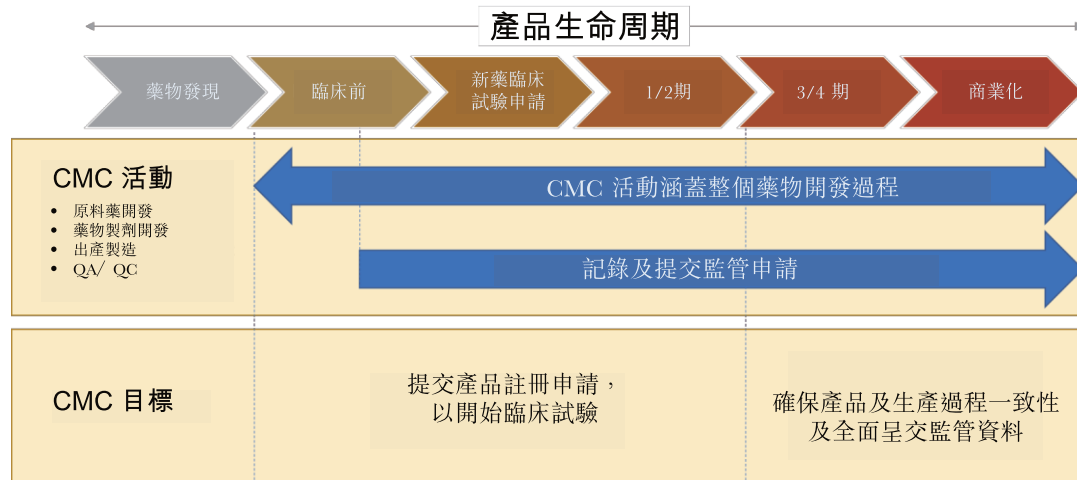 產品生命周期
藥物發現
臨床前
新藥臨床
試驗申請
1/2期
3/4 期
商業化
CMC 活動
• 原料藥開發
• 藥物製劑開發
• 出產製造
• QA/ QC
CMC 活動涵蓋整個藥物開發過程
記錄及提交監管申請
CMC 目標
提交產品註冊申請，
以開始臨床試驗
確保產品及生產過程一致性
及全面呈交監管資料